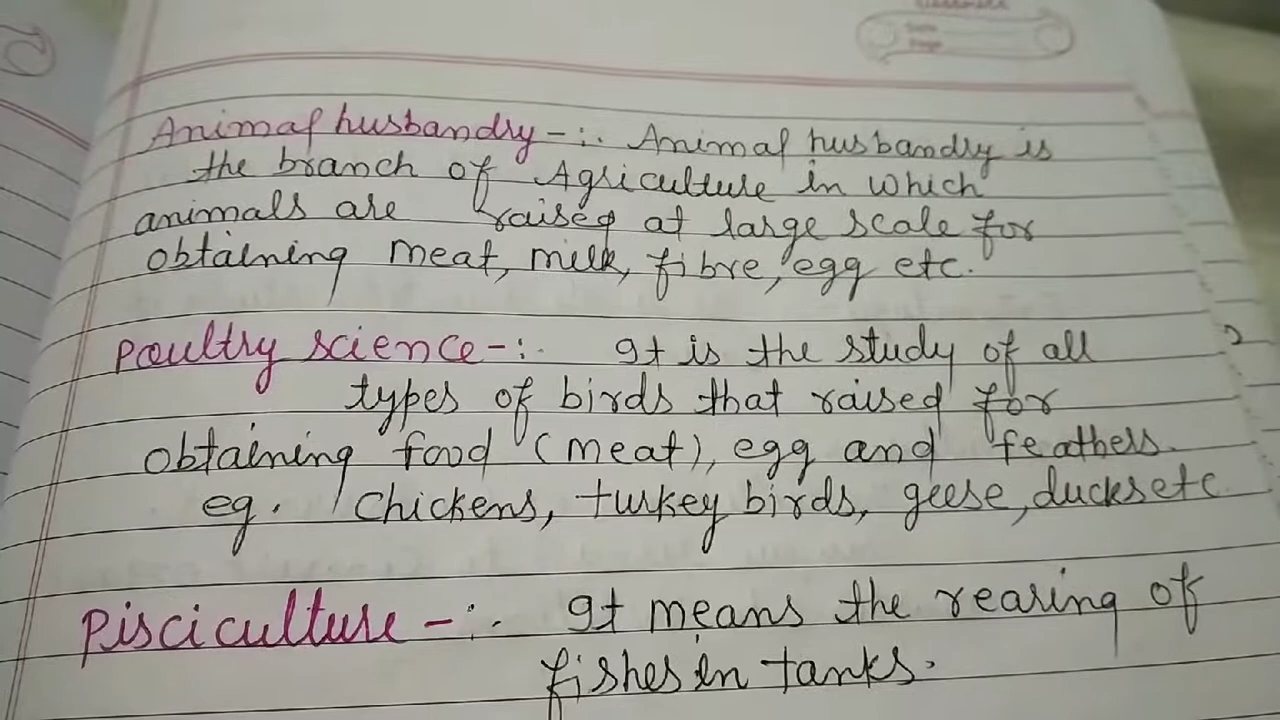 Animal husbandry -:. Animal husbandry is
the branch of Agriculture in which
animals are raised at large scale for
obtaining meat, milk, fibre, egg etc.
Poultry science -:. It is the study of all
types of birds that raised for
obtaining food (meat), egg and feathers.
eg. Chickens, turkey birds, geese, ducks etc
Pisciculture -:. It means the rearing of
fishes in tanks.